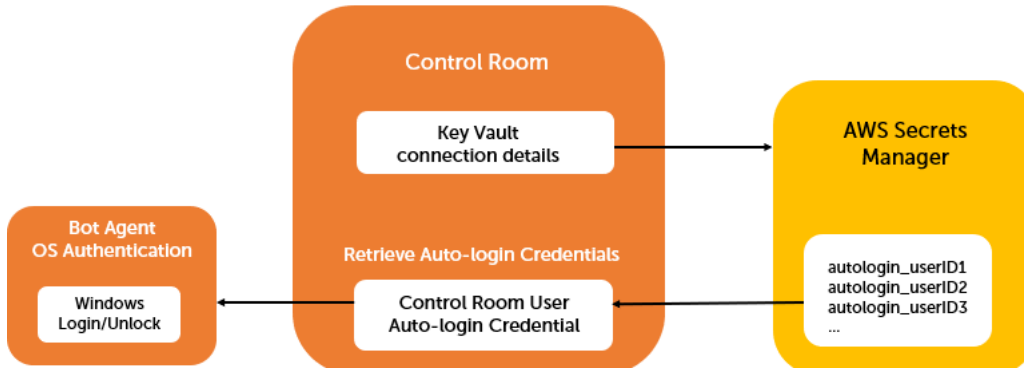 Control Room
Key Vault
connection details
AWS Secrets
Manager
Bot Agent
OS Authentication
Windows
Login/Unlock
Retrieve Auto-login Credentials
Control Room User
Auto-login Credential
autologin_userID1
autologin_userID2
autologin_userID3
...